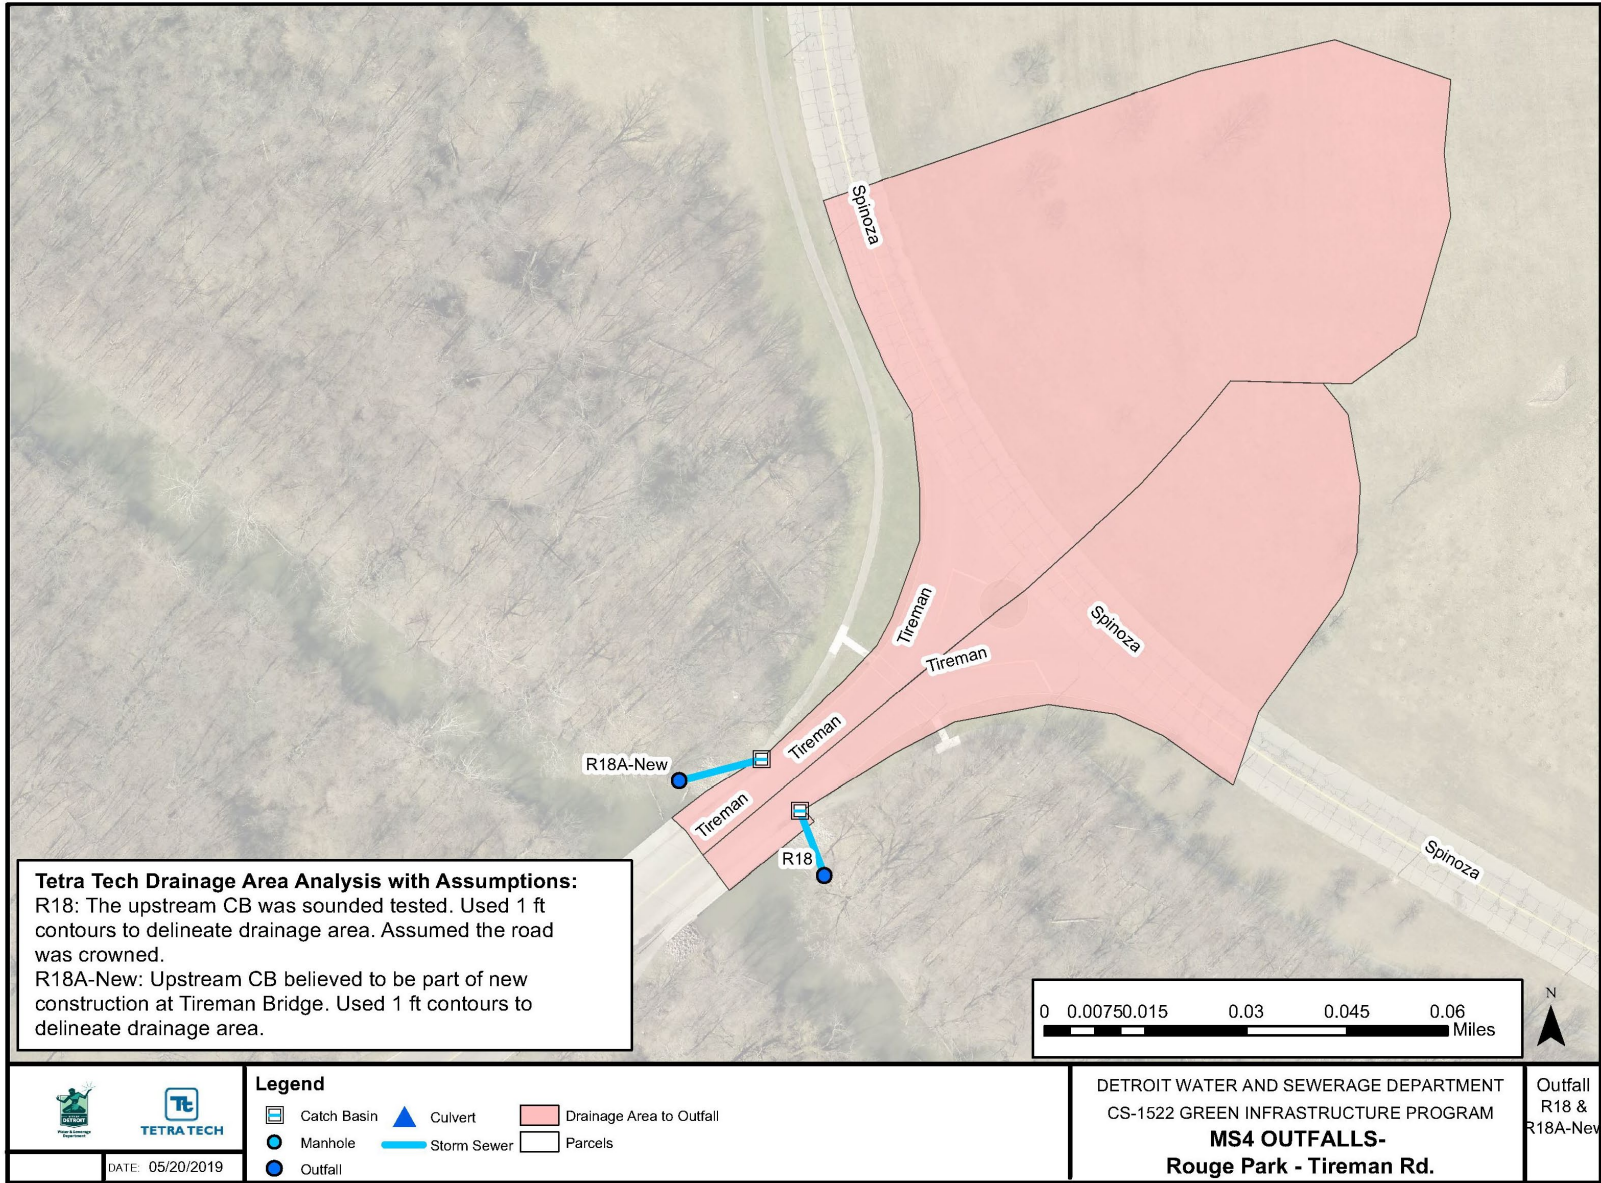 Spinoza
Tireman
Tireman
Spinoza
Tireman
R18A-New
Tireman
R18
Spinoza
Tetra Tech Drainage Area Analysis with Assumptions:
R18: The upstream CB was sounded tested. Used 1 ft
contours to delineate drainage area. Assumed the road
was crowned.
R18A-New: Upstream CB believed to be part of new
construction at Tireman Bridge. Used 1 ft contours to
delineate drainage area.
0 0.0075 0.015 0.03 0.045 0.06
Miles
N
DETROIT
TETRA TECH
DATE: 05/20/2019
Legend
Catch Basin
Manhole
Outfall
Culvert
Storm Sewer
Drainage Area to Outfall
Parcels
DETROIT WATER AND SEWERAGE DEPARTMENT
CS-1522 GREEN INFRASTRUCTURE PROGRAM
MS4 OUTFALLS-
Rouge Park - Tireman Rd.
Outfall
R18 &
R18A-New